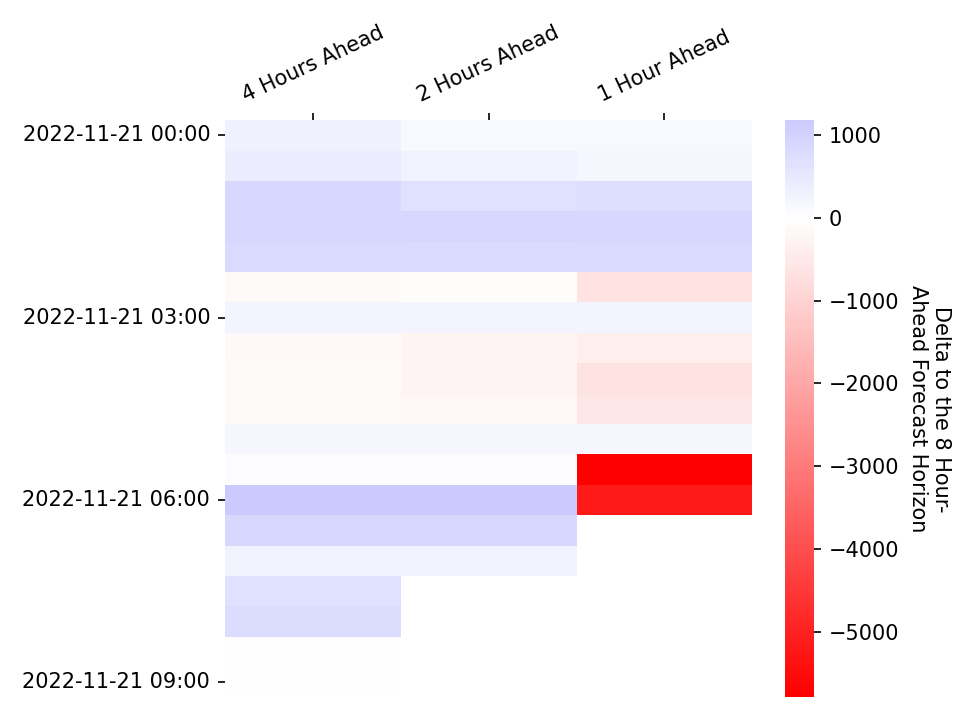 4 Hours Ahead
2 Hours Ahead
1 Hour Ahead
2022-11-21 00:00
2022-11-21 03:00
2022-11-21 06:00
2022-11-21 09:00
1000
0
−1000
−2000
−3000
−4000
−5000
Delta to the 8 Hour-
Ahead Forecast Horizon